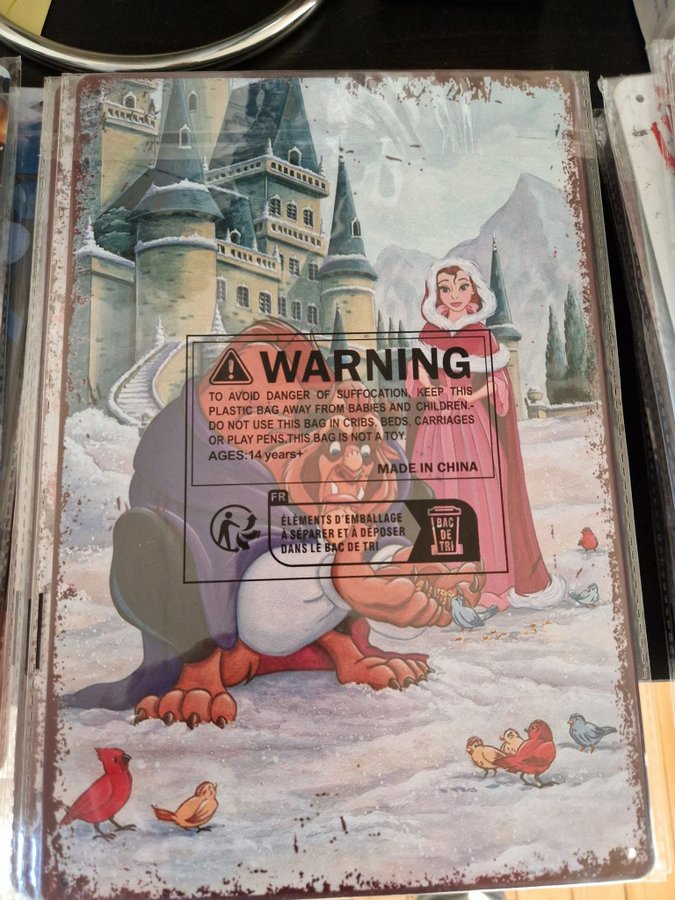 WARNING
TO AVOID DANGER OF SUFFOCATION, KEEP THIS
PLASTIC BAG AWAY FROM BABIES AND CHILDREN.-
DO NOT USE THIS BAG IN CRIBS, BEDS, CARRIAGES
OR PLAY PENS.THIS BAG IS NOT A TOY.
AGES:14 years+
MADE IN CHINA
FR
ÉLÉMENTS D'EMBALLAGE
À SÉPARER ET À DÉPOSER
DANS LE BAC DE TRI
BAC
DE
TRI